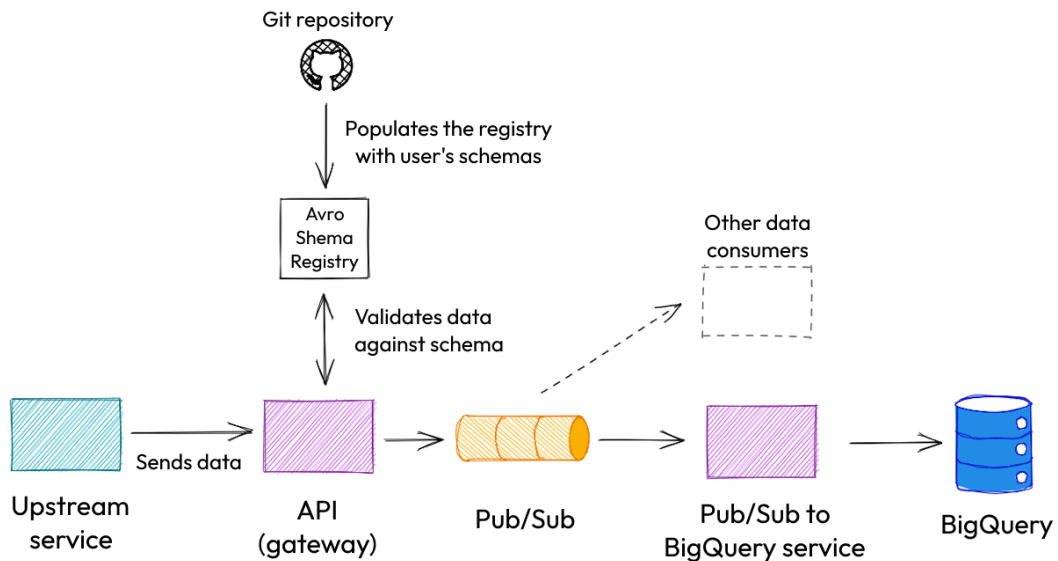 Git repository
Populates the registry
with user's schemas
Avro
Shema
Registry
Other data
consumers
Validates data
against schema
Sends data
Upstream
service
API
(gateway)
Pub/Sub
Pub/Sub to
BigQuery service
BigQuery